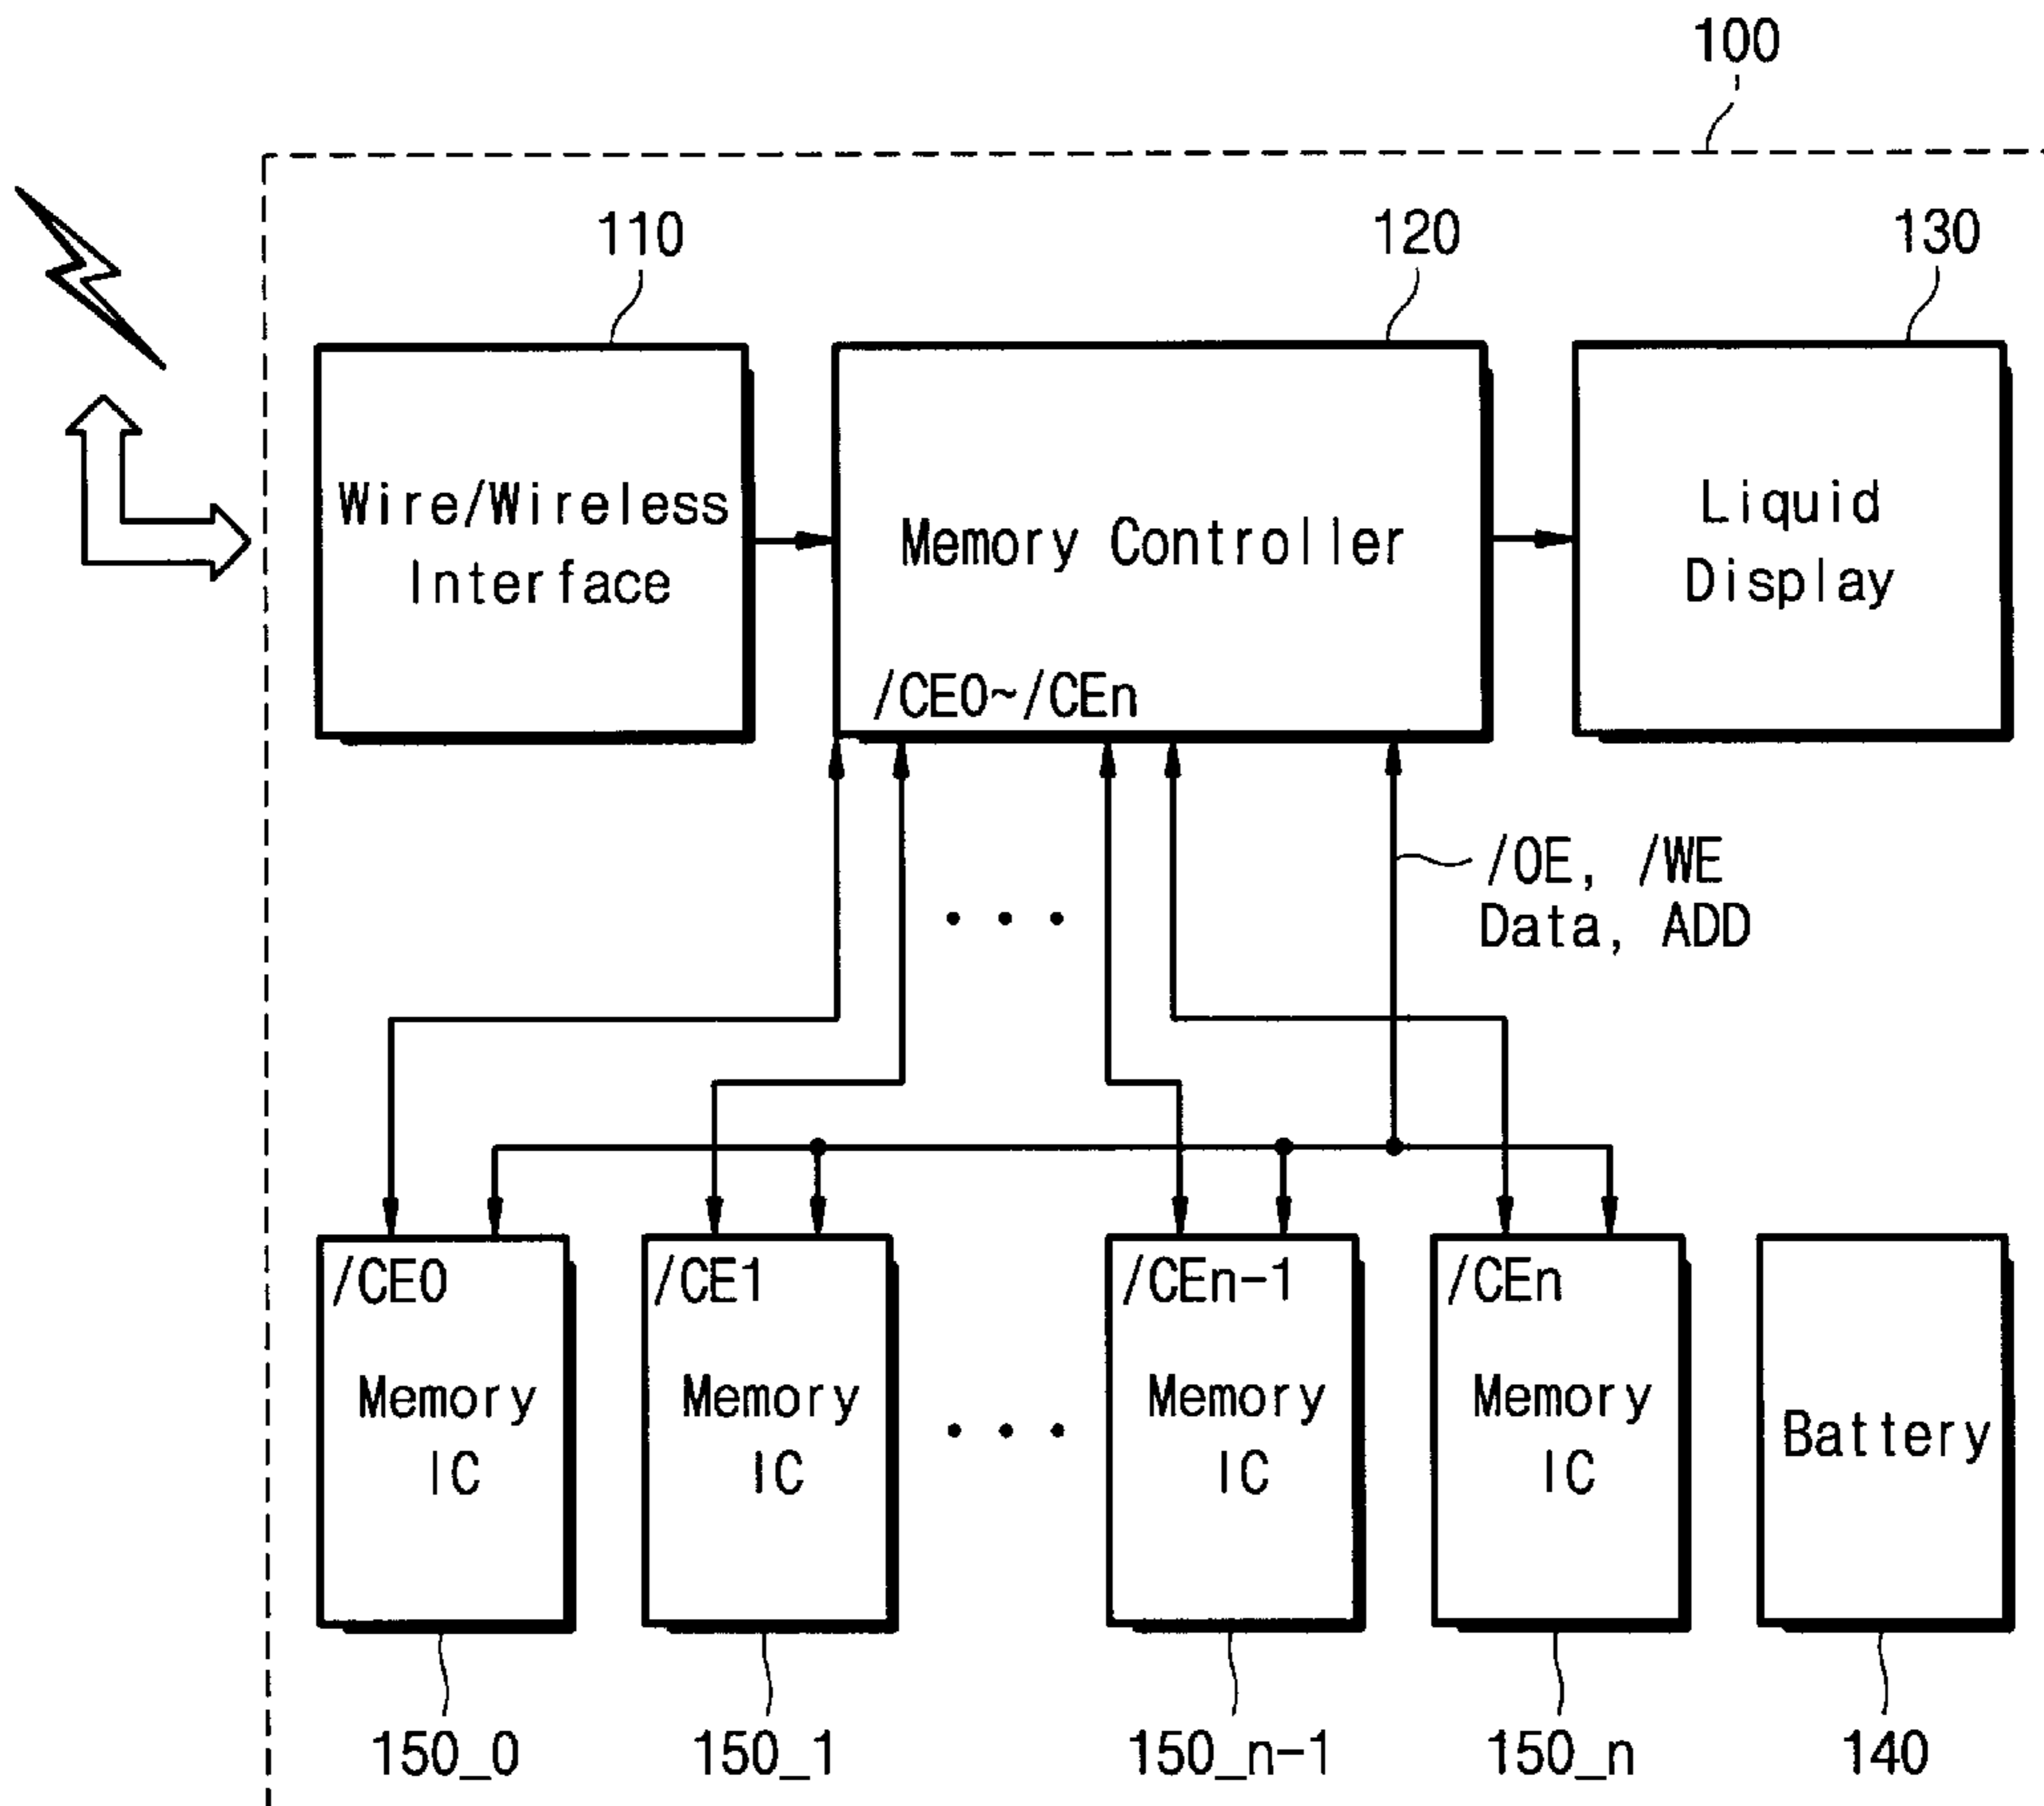 100
110
120
130
Wire/Wireless
Interface
Memory Controller
Liquid
Display
/CE0~/CEn
/OE, /WE
Data, ADD
/CE0
/CE1
/CEn-1
/CEn
Memory
IC
Memory
IC
Memory
IC
Memory
IC
Battery
150_0
150_1
150_n-1
150_n
140